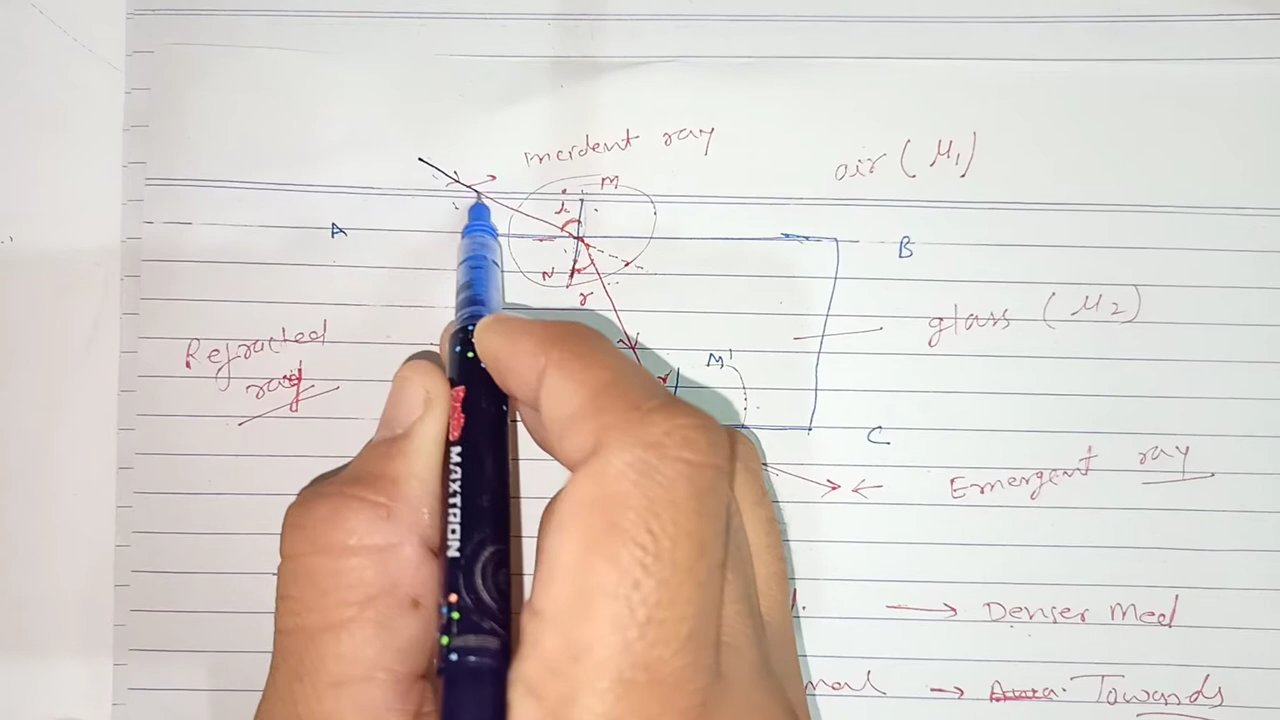 incident ray
air (μ₁)
M
i
A
B
N
r
glass (μ₂)
Refracted
ray
r
M'
C
Emergent ray
MAXTRON
→ Denser Med
→ Towards